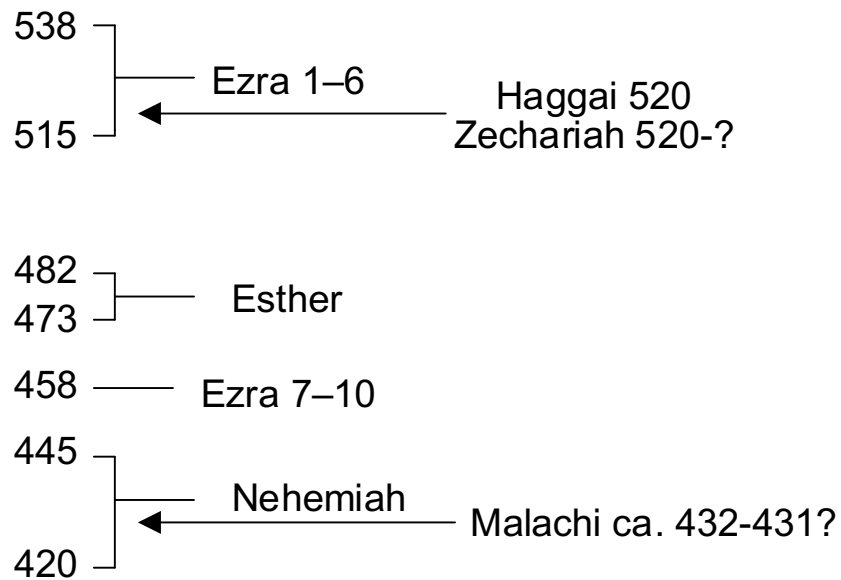 538
Ezra 1–6
Haggai 520
515
Zechariah 520-?
482
Esther
473
458
Ezra 7–10
445
Nehemiah
Malachi ca. 432-431?
420